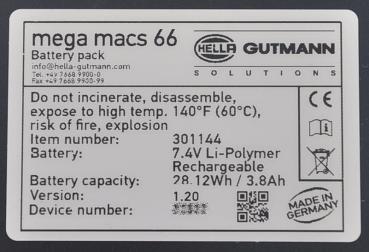 mega macs 66
Battery pack
info@hella-gutmann.com
Tel. +49 7668 9900-0
Fax +49 7668 9900-99
HELLA GUTMANN
SOLUTIONS
Do not incinerate, disassemble,
expose to high temp. 140°F (60°C),
risk of fire, explosion
Item number: 301144
Battery: 7.4V Li-Polymer
Rechargeable
Battery capacity: 28.12Wh / 3.8Ah
Version: 1.20
Device number:
CE
MADE IN
GERMANY